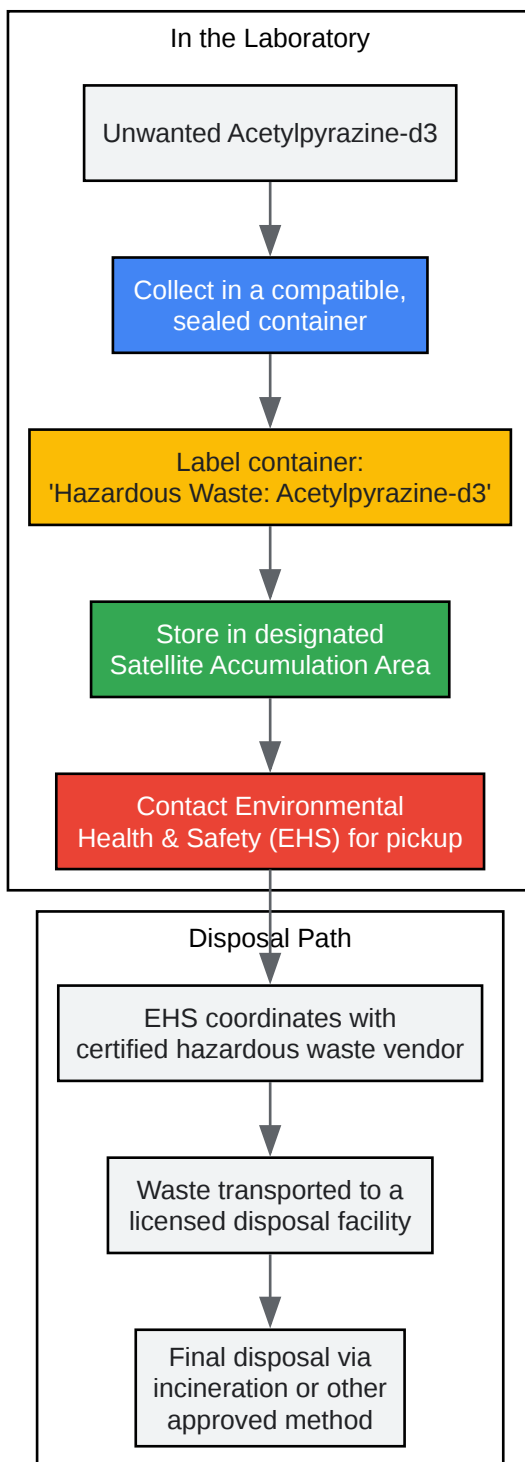 In the Laboratory
Unwanted Acetylpyrazine-d3
Collect in a compatible,
sealed container
Label container:
'Hazardous Waste: Acetylpyrazine-d3'
Store in designated
Satellite Accumulation Area
Contact Environmental
Health & Safety (EHS) for pickup
Disposal Path
EHS coordinates with
certified hazardous waste vendor
Waste transported to a
licensed disposal facility
Final disposal via
incineration or other
approved method